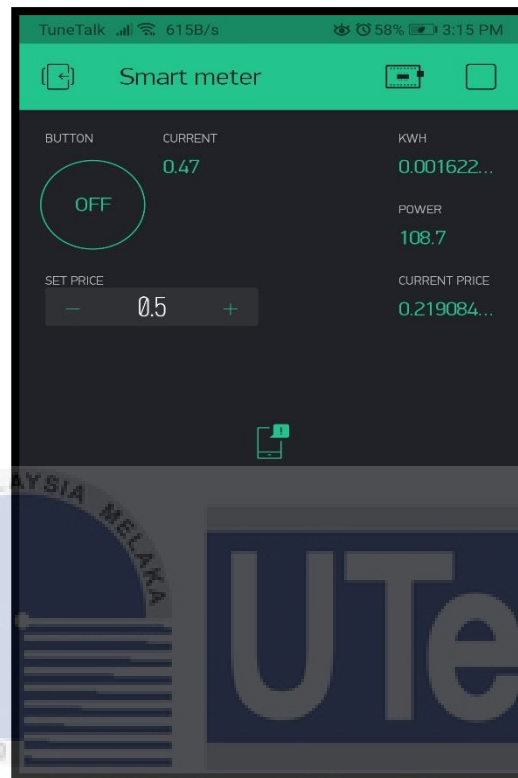 TuneTalk 615B/s 58% 3:15 PM
Smart meter
BUTTON CURRENT KWH
0.47 0.001622...
OFF
POWER
108.7
SET PRICE CURRENT PRICE
− 0.5 + 0.219084...
AYSIA MELAKA
UTe